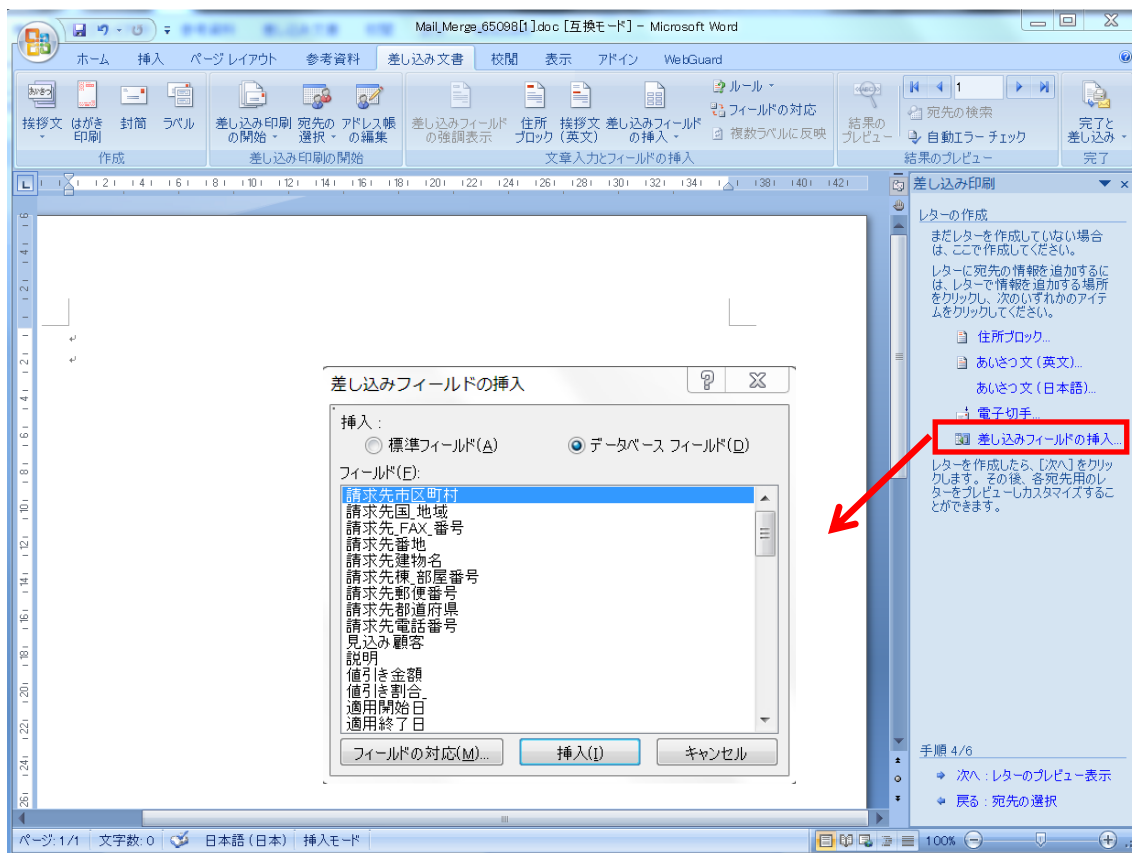 Mail_Merge_65098[1].doc [互換モード] - Microsoft Word
ホーム 挿入 ページ レイアウト 参考資料 差し込み文書 校閲 表示 アドイン WebGuard
挨拶文 はがき印刷 封筒 ラベル
作成
差し込み印刷の開始 宛先の選択 アドレス帳の編集
差し込み印刷の開始
差し込みフィールドの強調表示 住所ブロック 挨拶文(英文) 差し込みフィールドの挿入
ルール
フィールドの対応
複数ラベルに反映
文章入力とフィールドの挿入
結果のプレビュー
1
宛先の検索
自動エラー チェック
結果のプレビュー
完了と差し込み
完了
差し込み印刷
レターの作成
まだレターを作成していない場合
は、ここで作成してください。
レターに宛先の情報を追加するに
は、レターで情報を追加する場所
をクリックし、次のいずれかのアイテ
ムをクリックしてください。
住所ブロック...
あいさつ文 (英文)...
あいさつ文 (日本語)...
電子切手...
差し込みフィールドの挿入...
レターを作成したら、[次へ] をクリッ
クします。その後、各宛先用のレ
ターをプレビューしカスタマイズするこ
とができます。
手順 4/6
次へ : レターのプレビュー表示
戻る : 宛先の選択
差し込みフィールドの挿入
挿入 :
標準フィールド(A) データベース フィールド(D)
フィールド(F):
請求先市区町村
請求先国_地域
請求先_FAX_番号
請求先番地
請求先建物名
請求先棟_部屋番号
請求先郵便番号
請求先都道府県
請求先電話番号
見込み顧客
説明
値引き金額
値引き割合_
適用開始日
適用終了日
フィールドの対応(M)... 挿入(I) キャンセル
ページ: 1/1 文字数: 0 日本語 (日本) 挿入モード 100%